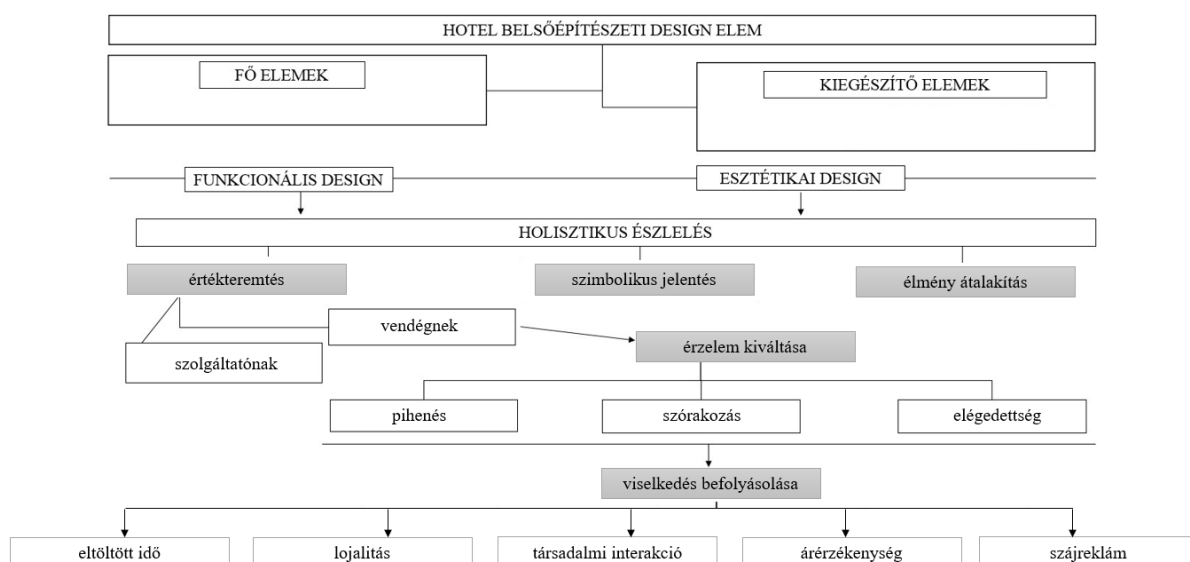 HOTEL BELSŐÉPÍTÉSZETI DESIGN ELEM
FŐ ELEMEK
KIEGÉSZÍTŐ ELEMEK
FUNKCIONÁLIS DESIGN
ESZTÉTIKAI DESIGN
HOLISZTIKUS ÉSZLELÉS
értékteremtés
szimbolikus jelentés
élmény átalakítás
vendégnek
érzelem kiváltása
szolgáltatónak
pihenés
szórakozás
elégedettség
viselkedés befolyásolása
eltöltött idő
lojalitás
társadalmi interakció
árérzékenység
szájreklám